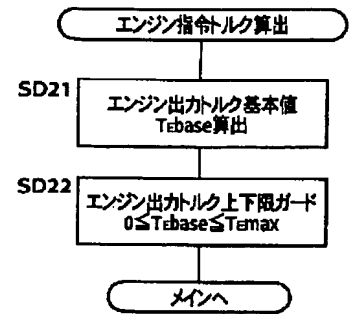 エンジン指令トルク算出
SD21
エンジン出力トルク基本値
TEbase算出
SD22
エンジン出力トルク上下限ガード
0≦TEbase≦TEmax
メインへ